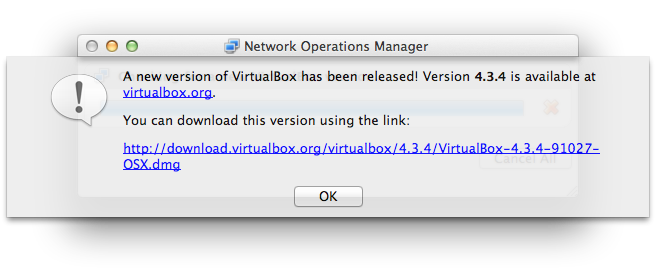 Network Operations Manager
A new version of VirtualBox has been released! Version 4.3.4 is available at
virtualbox.org.
You can download this version using the link:
http://download.virtualbox.org/virtualbox/4.3.4/VirtualBox-4.3.4-91027-
OSX.dmg
Cancel All
OK